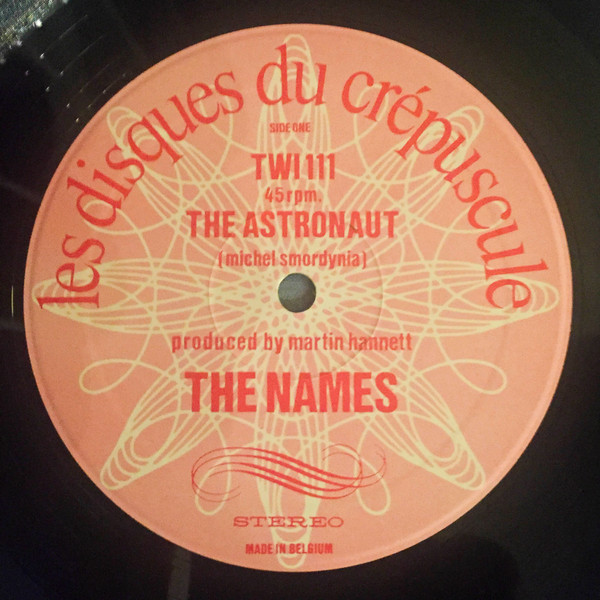 les disques du crépuscule
SIDE ONE
TWI 111
45 rpm.
THE ASTRONAUT
(michel smordynia)
produced by martin hannett
THE NAMES
STEREO
MADE IN BELGIUM